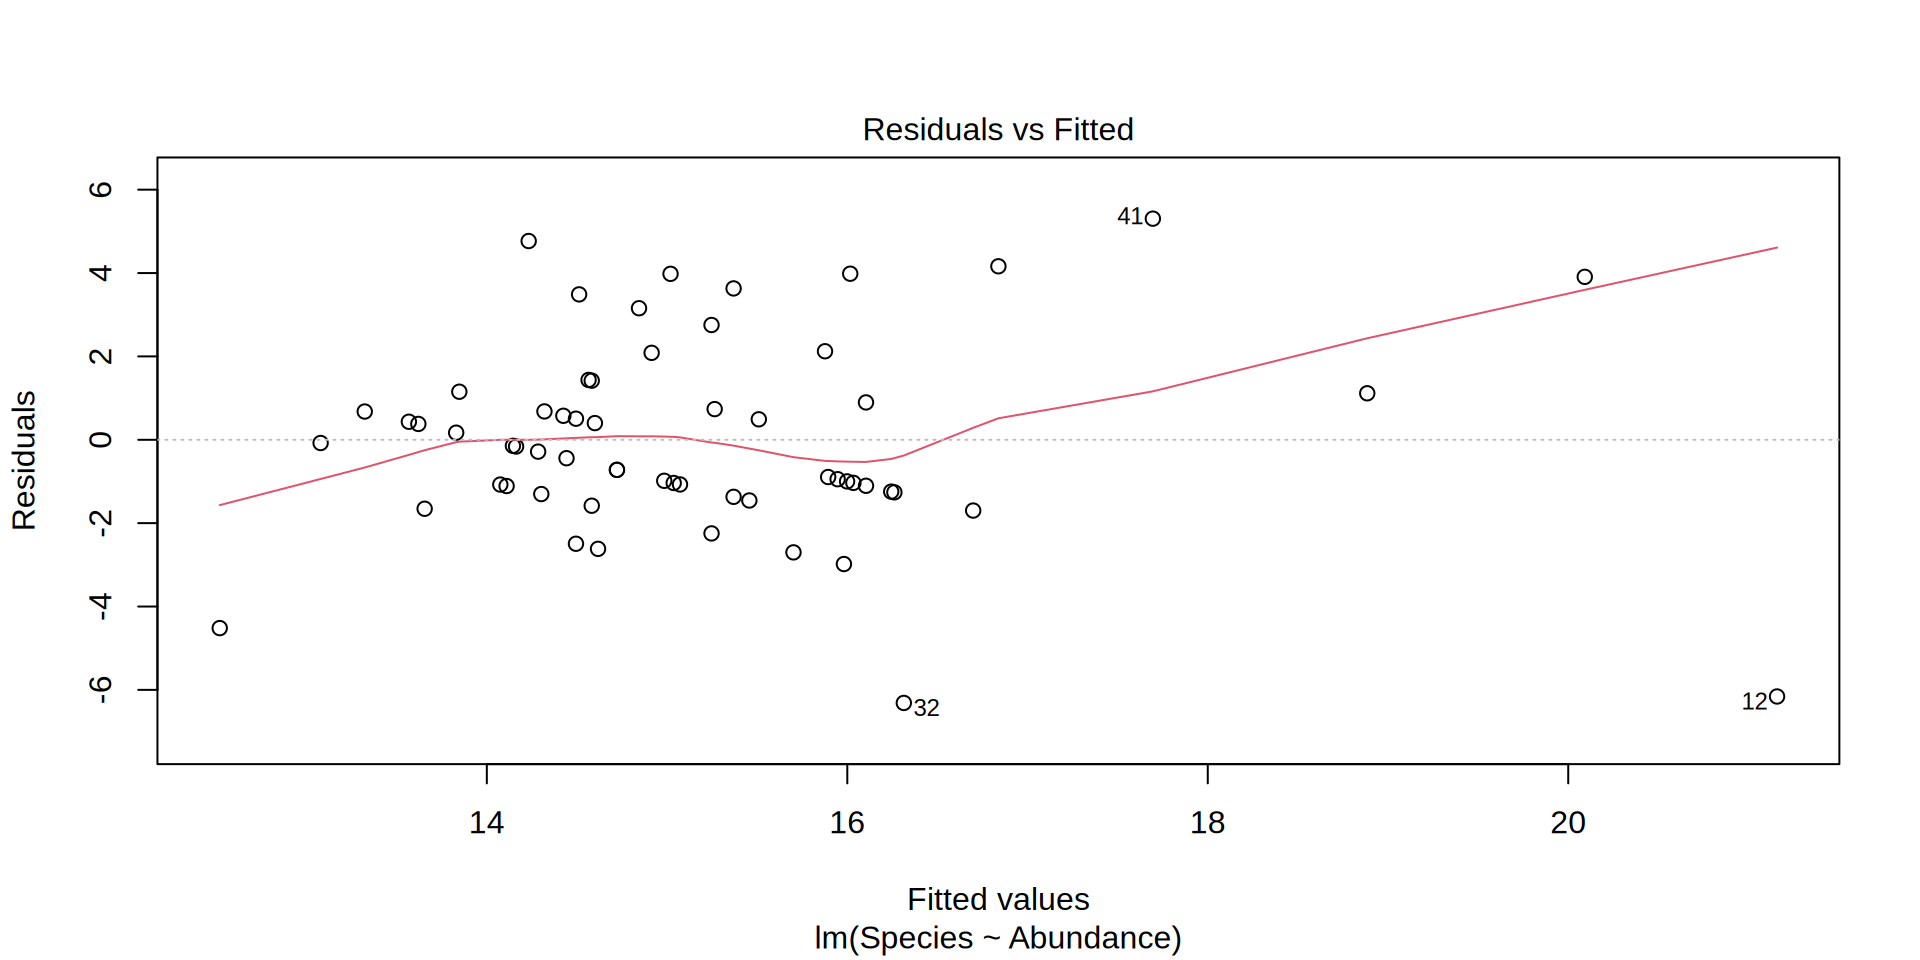 Residuals vs Fitted
6
4
2
0
-2
-4
-6
Residuals
41
32
12
14 16 18 20
Fitted values
lm(Species ~ Abundance)